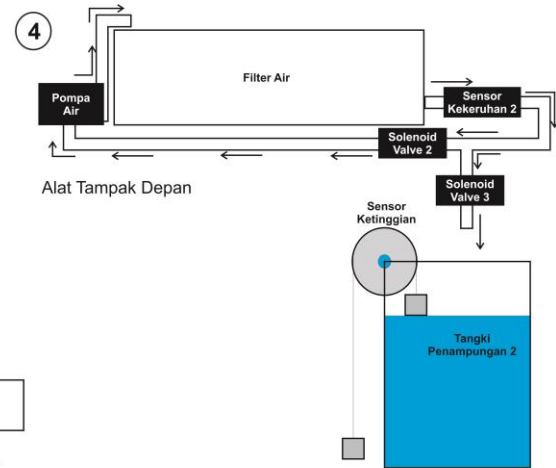 4
Filter Air
Pompa
Air
Sensor
Kekeruhan 2
Solenoid
Valve 2
Alat Tampak Depan
Solenoid
Valve 3
Sensor
Ketinggian
Tangki
Penampungan 2